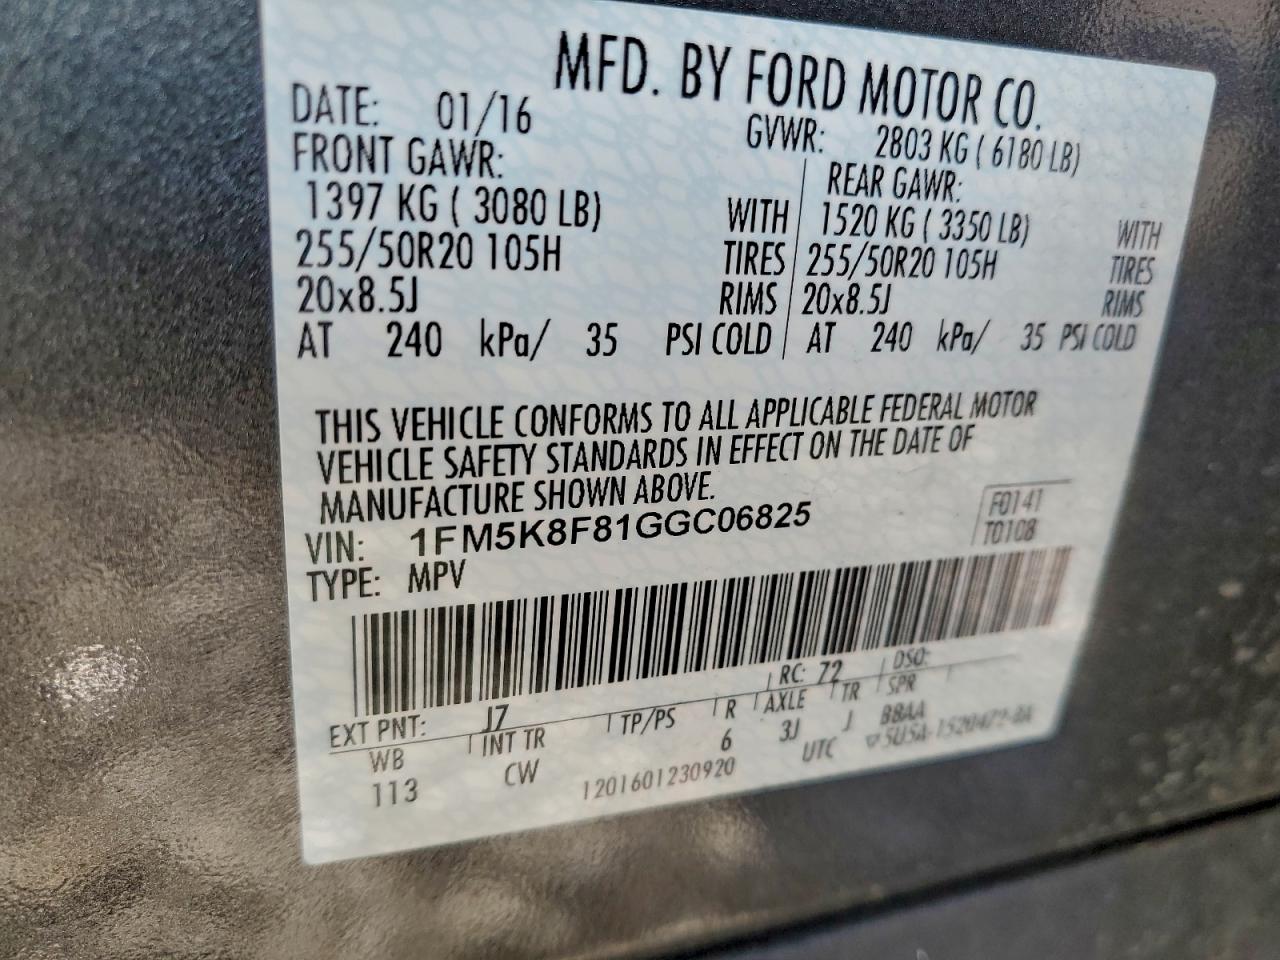 MFD. BY FORD MOTOR CO.
DATE: 01/16 GVWR: 2803 KG ( 6180 LB)
FRONT GAWR: REAR GAWR:
1397 KG ( 3080 LB) WITH 1520 KG ( 3350 LB) WITH
255/50R20 105H TIRES 255/50R20 105H TIRES
20x8.5J RIMS 20x8.5J RIMS
AT 240 kPa/ 35 PSI COLD AT 240 kPa/ 35 PSI COLD
THIS VEHICLE CONFORMS TO ALL APPLICABLE FEDERAL MOTOR
VEHICLE SAFETY STANDARDS IN EFFECT ON THE DATE OF
MANUFACTURE SHOWN ABOVE.
VIN: 1FM5K8F81GGC06825 F0141
TYPE: MPV T0108
EXT PNT: J7 RC: 72 DSO:
WB INT TR TP/PS R AXLE TR SPR
113 CW 6 3J J BBAA
1201601230920 UTC